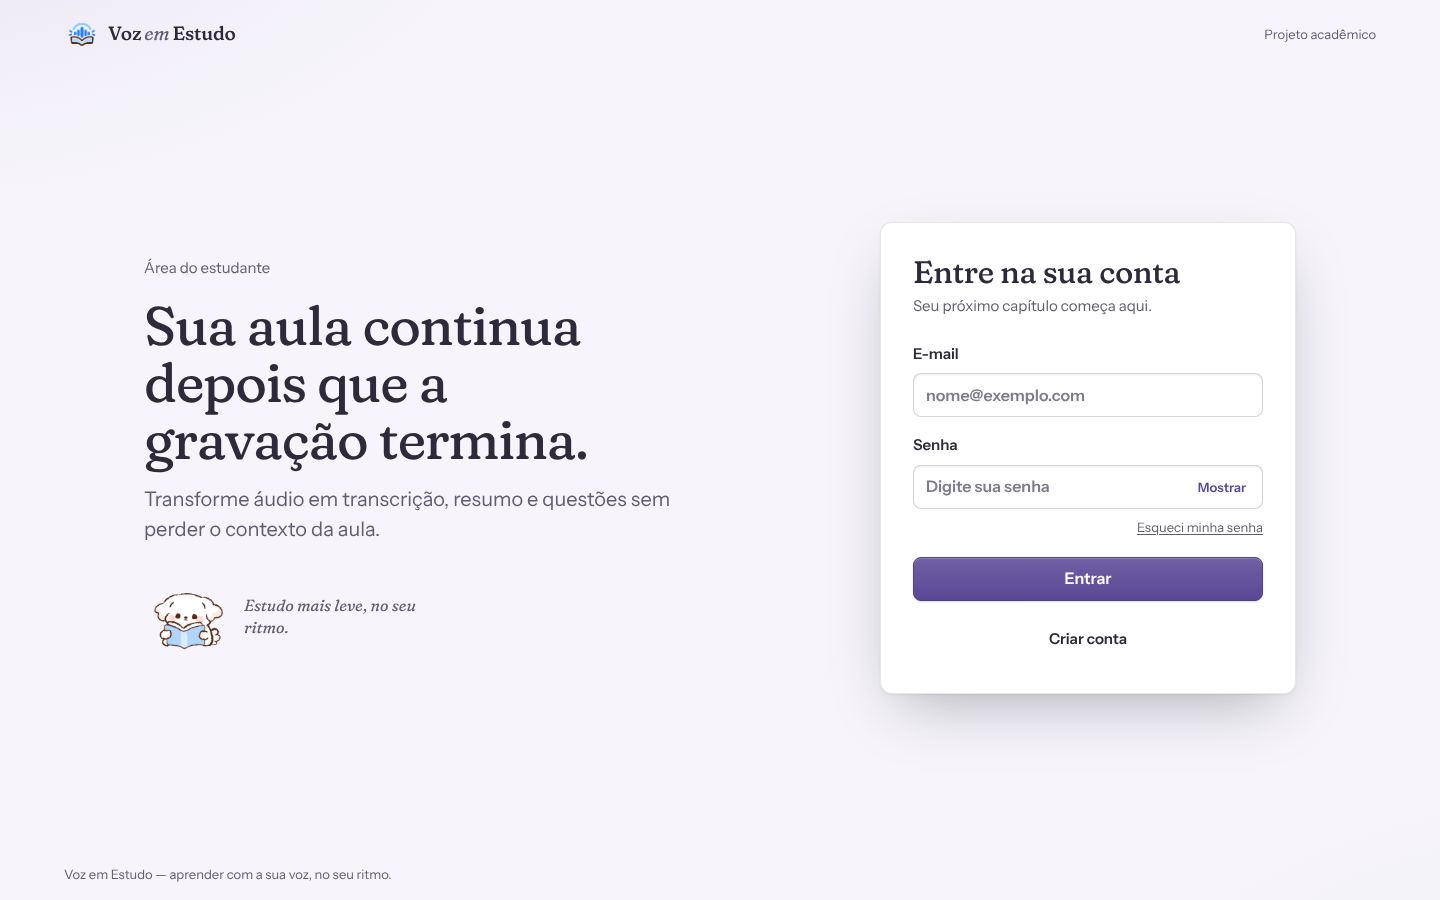 Voz em Estudo
Projeto acadêmico
Área do estudante
Sua aula continua
depois que a
gravação termina.
Transforme áudio em transcrição, resumo e questões sem
perder o contexto da aula.
Estudo mais leve, no seu
ritmo.
Entre na sua conta
Seu próximo capítulo começa aqui.
E-mail
nome@exemplo.com
Senha
Digite sua senha
Mostrar
Esqueci minha senha
Entrar
Criar conta
Voz em Estudo — aprender com a sua voz, no seu ritmo.